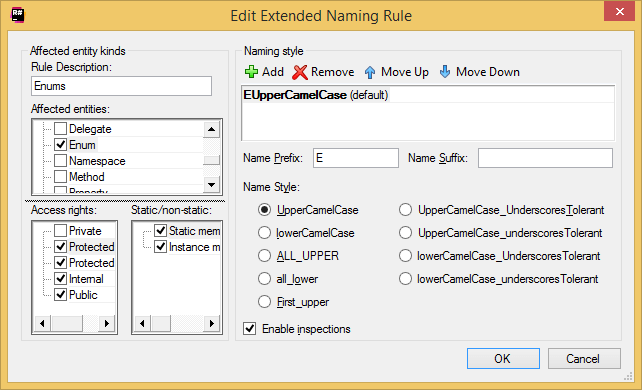 R#
Edit Extended Naming Rule
Affected entity kinds
Rule Description:
Enums
Affected entities:
Delegate
Enum
Namespace
Method
Access rights:
Private
Protected
Protected
Internal
Public
Static/non-static:
Static mem
Instance m
Naming style
Add Remove Move Up Move Down
EUpperCamelCase (default)
Name Prefix: E Name Suffix:
Name Style:
UpperCamelCase UpperCamelCase_UnderscoresTolerant
lowerCamelCase UpperCamelCase_underscoresTolerant
ALL_UPPER lowerCamelCase_UnderscoresTolerant
all_lower lowerCamelCase_underscoresTolerant
First_upper
Enable inspections
OK Cancel